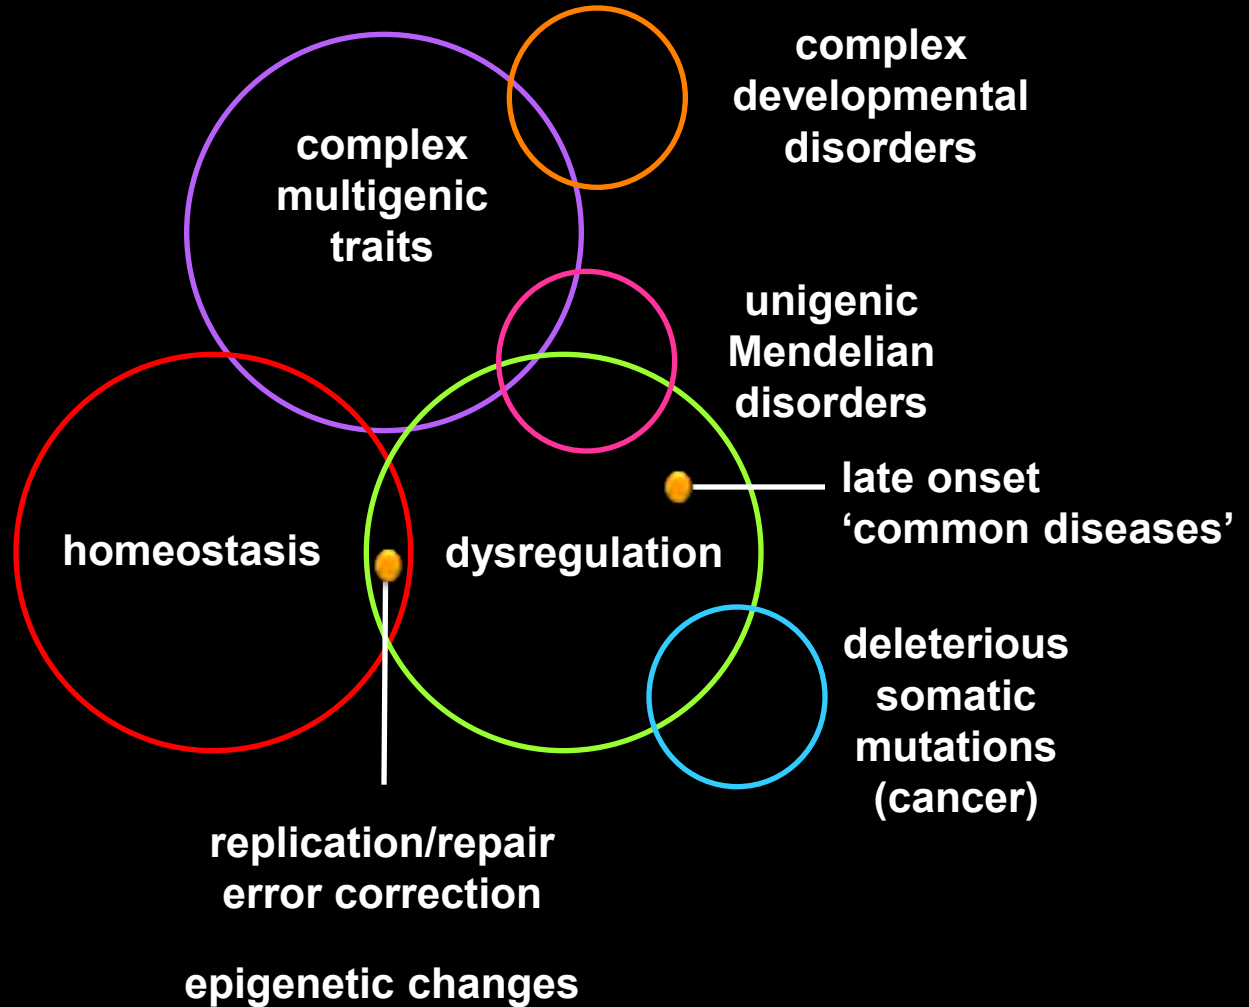 complex
developmental
disorders
complex
multigenic
traits
unigenic
Mendelian
disorders
late onset
‘common diseases’
homeostasis
dysregulation
deleterious
somatic
mutations
(cancer)
replication/repair
error correction
epigenetic changes